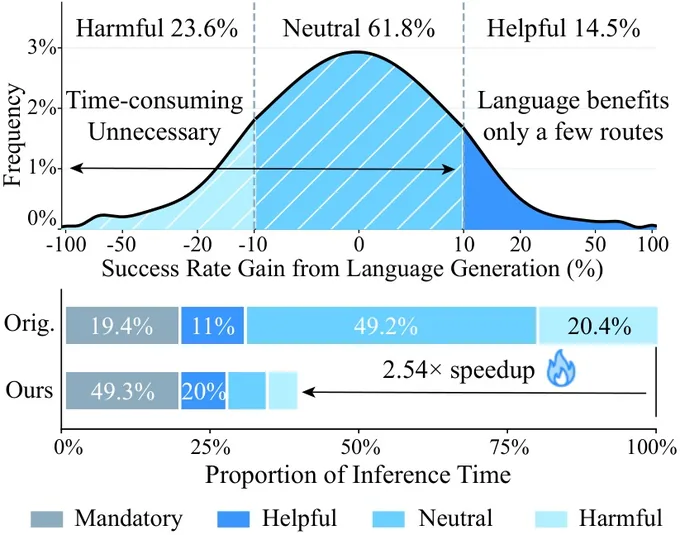 Harmful 23.6% Neutral 61.8% Helpful 14.5%
3%
2%
1%
0%
Frequency
Time-consuming
Unnecessary
Language benefits
only a few routes
-100 -50 -20 -10 0 10 20 50 100
Success Rate Gain from Language Generation (%)
Orig. 19.4% 11% 49.2% 20.4%
2.54× speedup
Ours 49.3% 20%
0% 25% 50% 75% 100%
Proportion of Inference Time
Mandatory Helpful Neutral Harmful